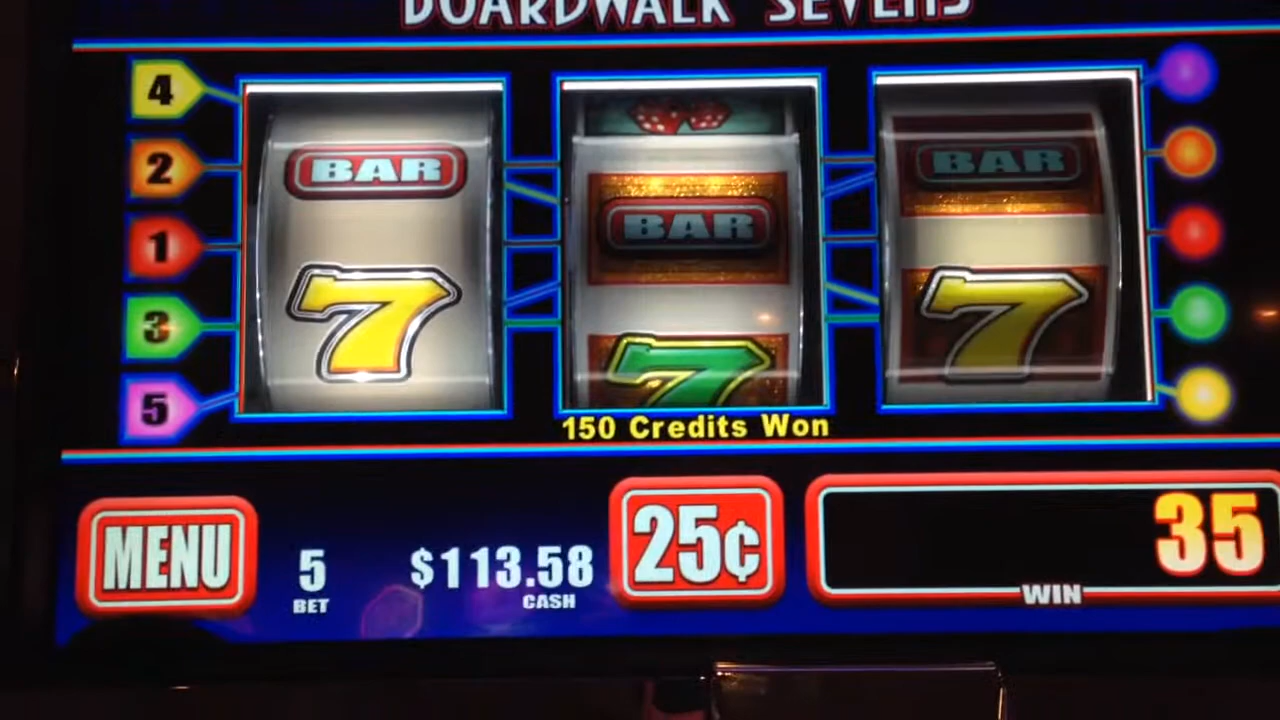 BOARDWALK SEVENS
4
2
1
3
5
BAR
BAR
BAR
7
7
7
150 Credits Won
MENU
5
BET
$113.58
CASH
25¢
35
WIN